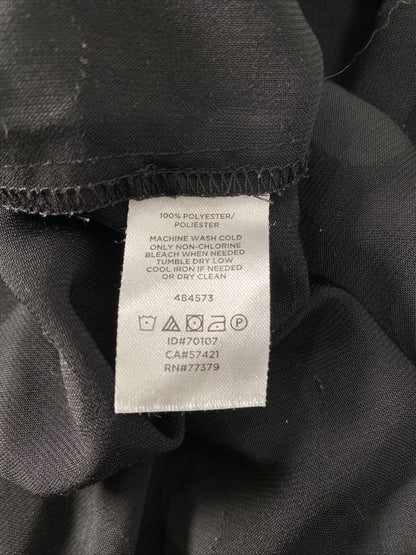 100% POLYESTER/
POLIÉSTER
MACHINE WASH COLD
ONLY NON-CHLORINE
BLEACH WHEN NEEDED
TUMBLE DRY LOW
COOL IRON IF NEEDED
OR DRY CLEAN
484573
P
ID#70107
CA#57421
RN#77379